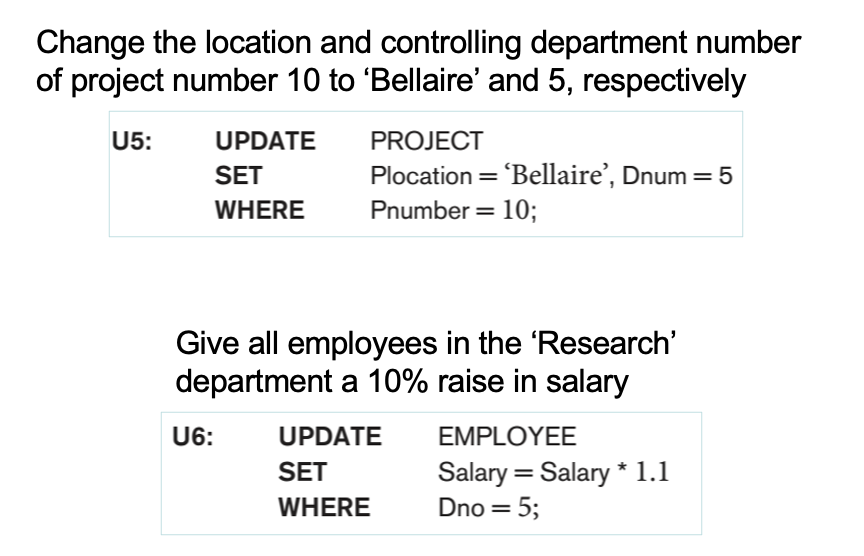 Change the location and controlling department number
of project number 10 to ‘Bellaire’ and 5, respectively
U5: UPDATE PROJECT
SET Plocation = ‘Bellaire’, Dnum = 5
WHERE Pnumber = 10;
Give all employees in the ‘Research’
department a 10% raise in salary
U6: UPDATE EMPLOYEE
SET Salary = Salary * 1.1
WHERE Dno = 5;